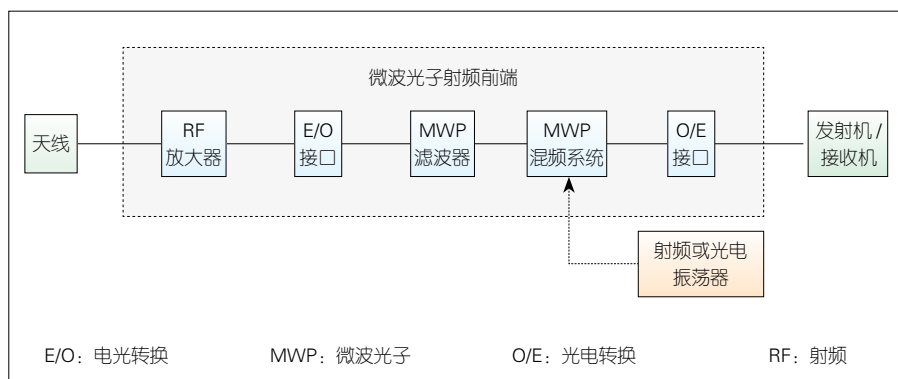 微波光子射频前端
天线
RF
放大器
E/O
接口
MWP
滤波器
MWP
混频系统
O/E
接口
发射机 /
接收机
射频或光电
振荡器
E/O：电光转换 MWP：微波光子 O/E：光电转换 RF：射频